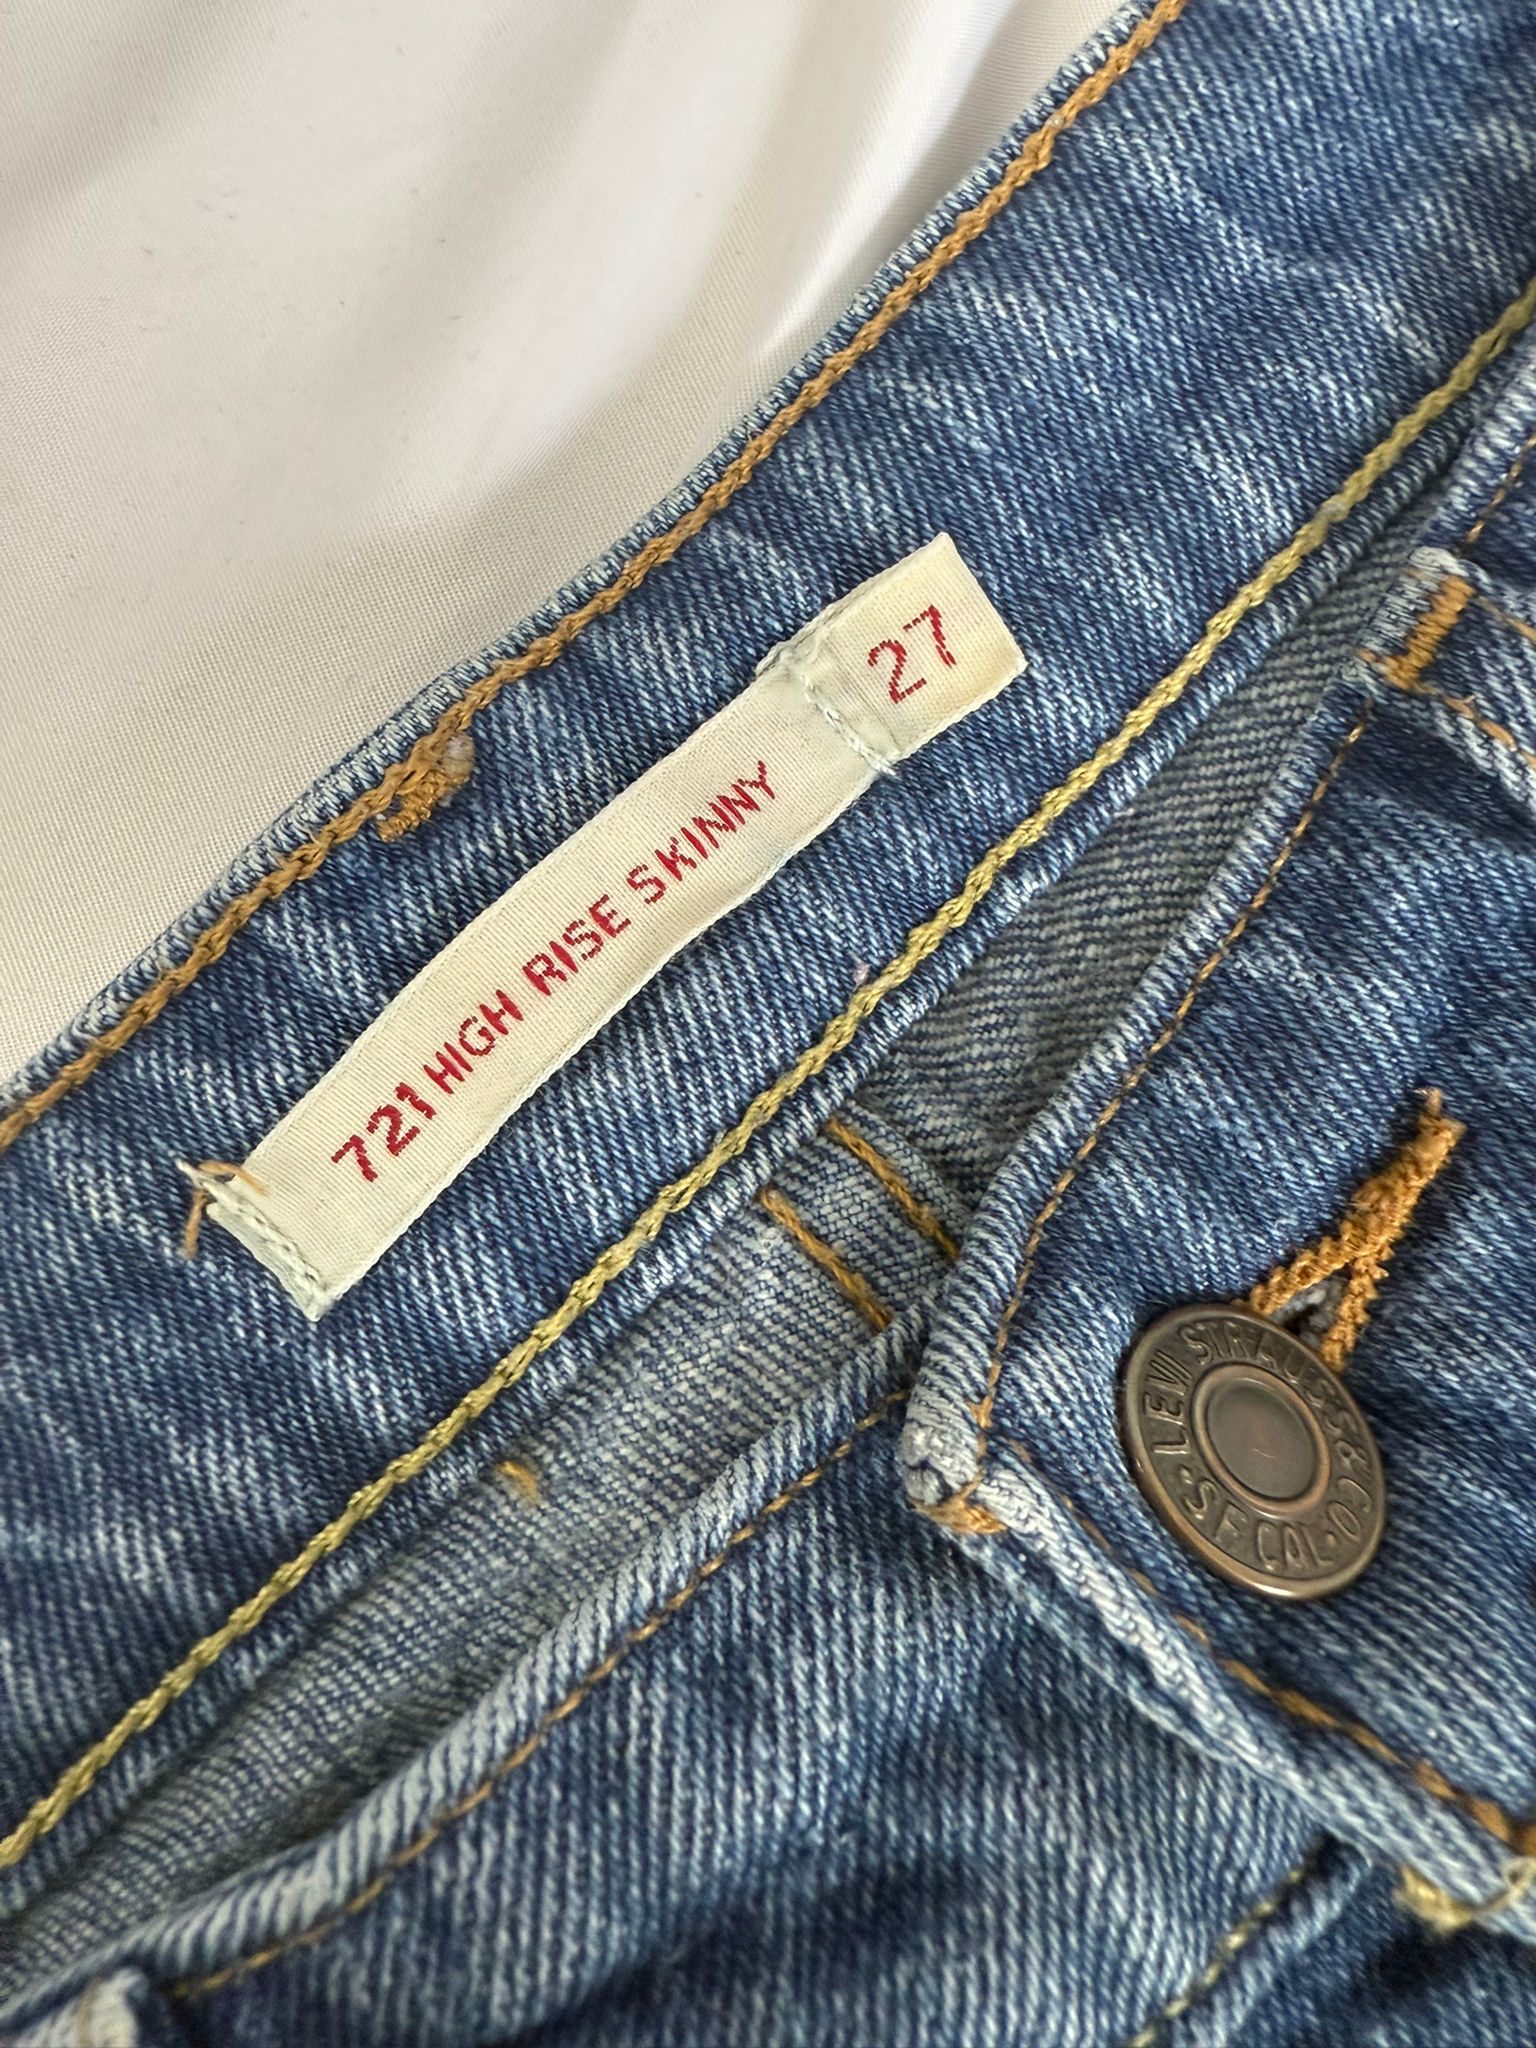 27
721 HIGH RISE SKINNY
LEVI STRAUSS & CO
· S F CAL ·